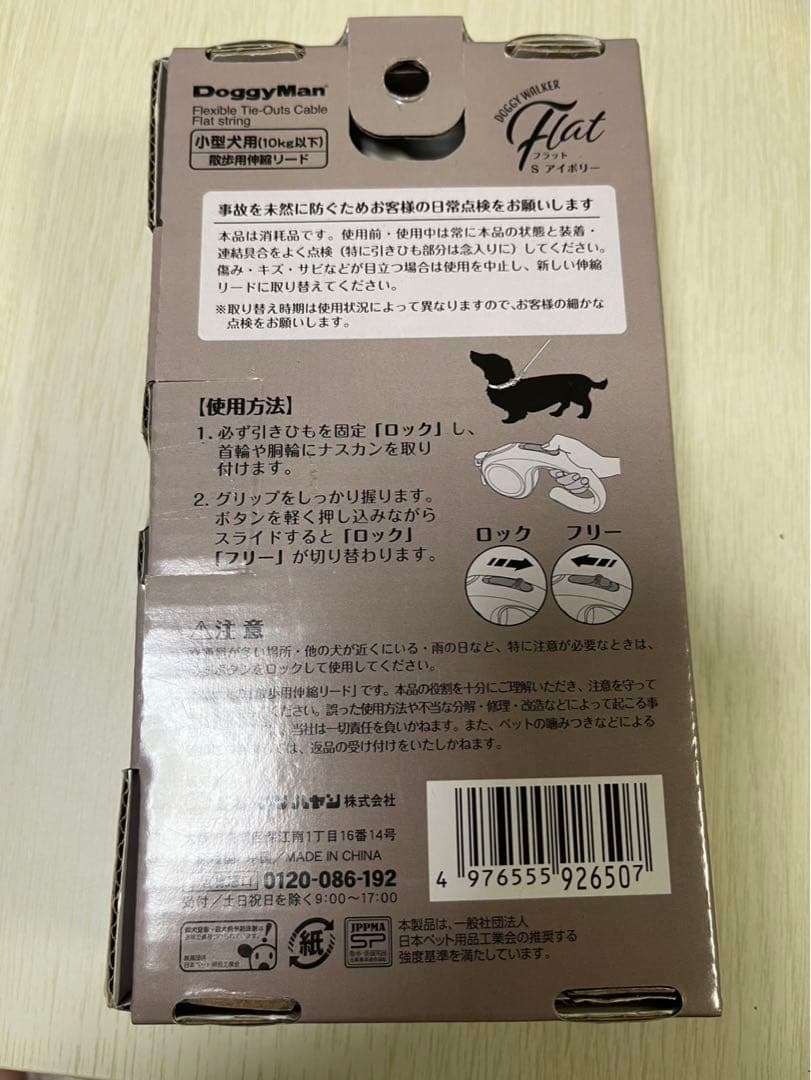 DoggyMan®
Flexible Tie-Outs Cable
Flat string
小型犬用(10kg以下)
散歩用伸縮リード
DOGGY WALKER
Flat
フラット
S アイボリー
事故を未然に防ぐためお客様の日常点検をお願いします
本品は消耗品です。使用前・使用中は常に本品の状態と装着・
連結具合をよく点検(特に引きひも部分は念入りに)してください。
傷み・キズ・サビなどが目立つ場合は使用を中止し、新しい伸縮
リードに取り替えてください。
※取り替え時期は使用状況によって異なりますので、お客様の細かな
点検をお願いします。
【使用方法】
1. 必ず引きひもを固定「ロック」し、
首輪や胴輪にナスカンを取り
付けます。
2. グリップをしっかり握ります。
ボタンを軽く押し込みながら
スライドすると「ロック」
「フリー」が切り替わります。
ロック フリー
⚠注意
が多い場所・他の犬が近くにいる・雨の日など、特に注意が必要なときは、
ボタンをロックして使用してください。
「散歩用伸縮リード」です。本品の役割を十分にご理解いただき、注意を守って
ください。誤った使用方法や不当な分解・修理・改造などによって起こる事
当社は一切責任を負いかねます。また、ペットの噛みつきなどによる
は、返品の受け付けをいたしかねます。
株式会社
江南1丁目16番14号
/MADE IN CHINA
0120-086-192
受付/土日祝日を除く9:00〜17:00
4 976555 926507
紙
JPPMA
SP
本製品は、一般社団法人
日本ペット用品工業会の推奨する
強度基準を満たしています。